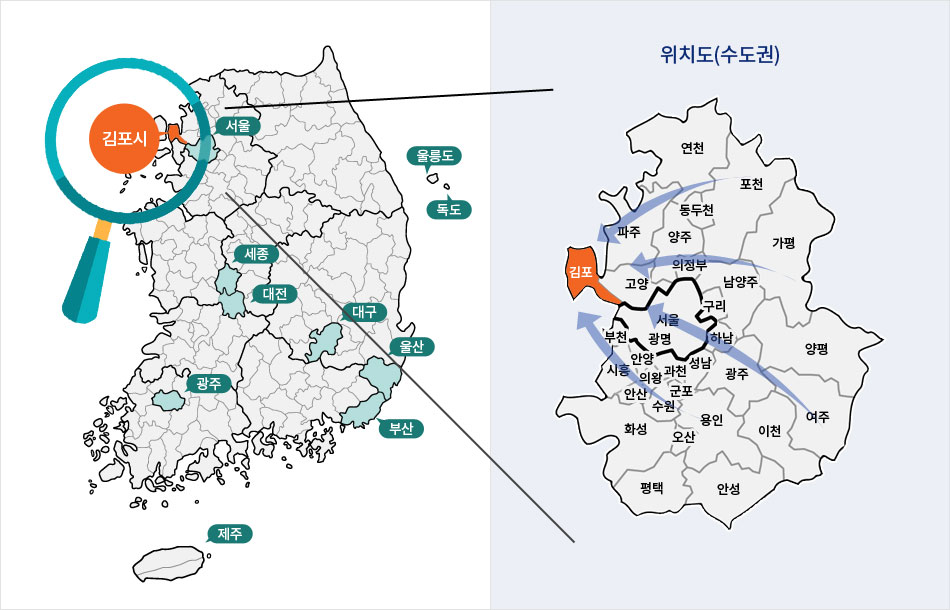 김포시
서울
울릉도
독도
세종
대전
대구
울산
광주
부산
제주
위치도(수도권)
연천
포천
동두천
파주
양주
가평
김포
의정부
고양
남양주
구리
서울
부천
광명
하남
양평
안양
성남
시흥
의왕
과천
광주
안산
군포
수원
여주
화성
용인
오산
이천
평택
안성